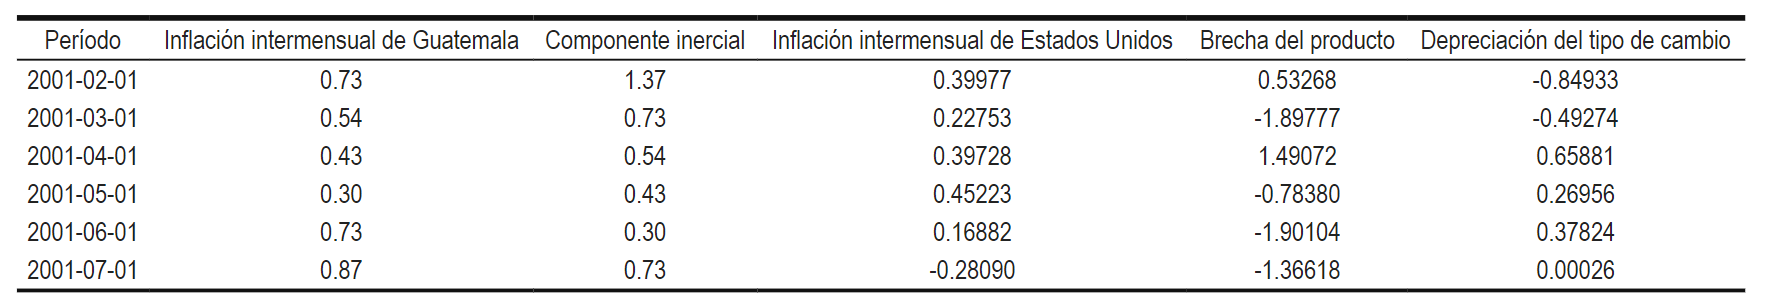 Período Inflación intermensual de Guatemala Componente inercial Inflación intermensual de Estados Unidos Brecha del producto Depreciación del tipo de cambio
2001-02-01 0.73 1.37 0.39977 0.53268 -0.84933
2001-03-01 0.54 0.73 0.22753 -1.89777 -0.49274
2001-04-01 0.43 0.54 0.39728 1.49072 0.65881
2001-05-01 0.30 0.43 0.45223 -0.78380 0.26956
2001-06-01 0.73 0.30 0.16882 -1.90104 0.37824
2001-07-01 0.87 0.73 -0.28090 -1.36618 0.00026